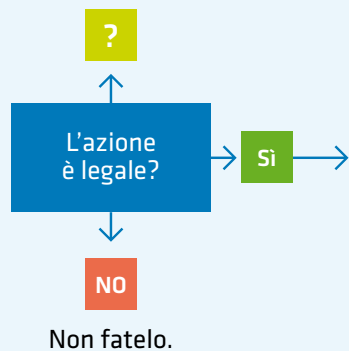 ?
L’azione
è legale?
Sì
NO
Non fatelo.